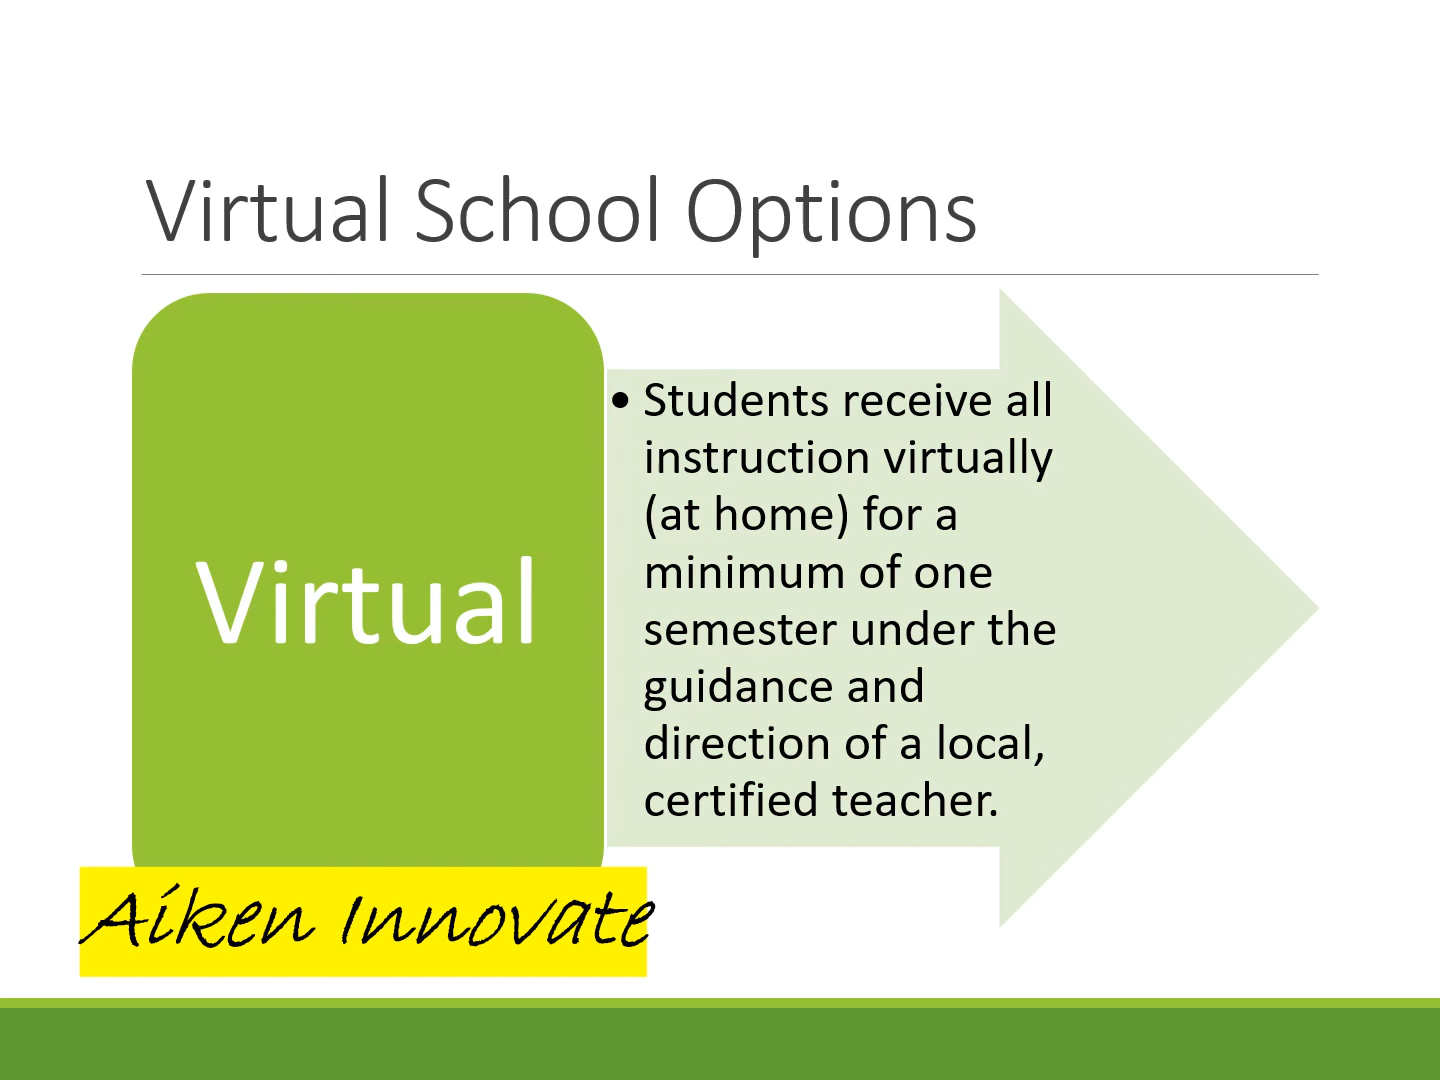 Virtual School Options
Virtual
• Students receive all
instruction virtually
(at home) for a
minimum of one
semester under the
guidance and
direction of a local,
certified teacher.
Aiken Innovate